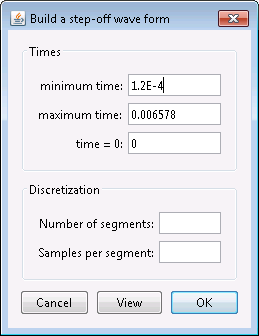 Build a step-off wave form
Times
minimum time: 1.2E-4
maximum time: 0.006578
time = 0: 0
Discretization
Number of segments:
Samples per segment:
Cancel View OK